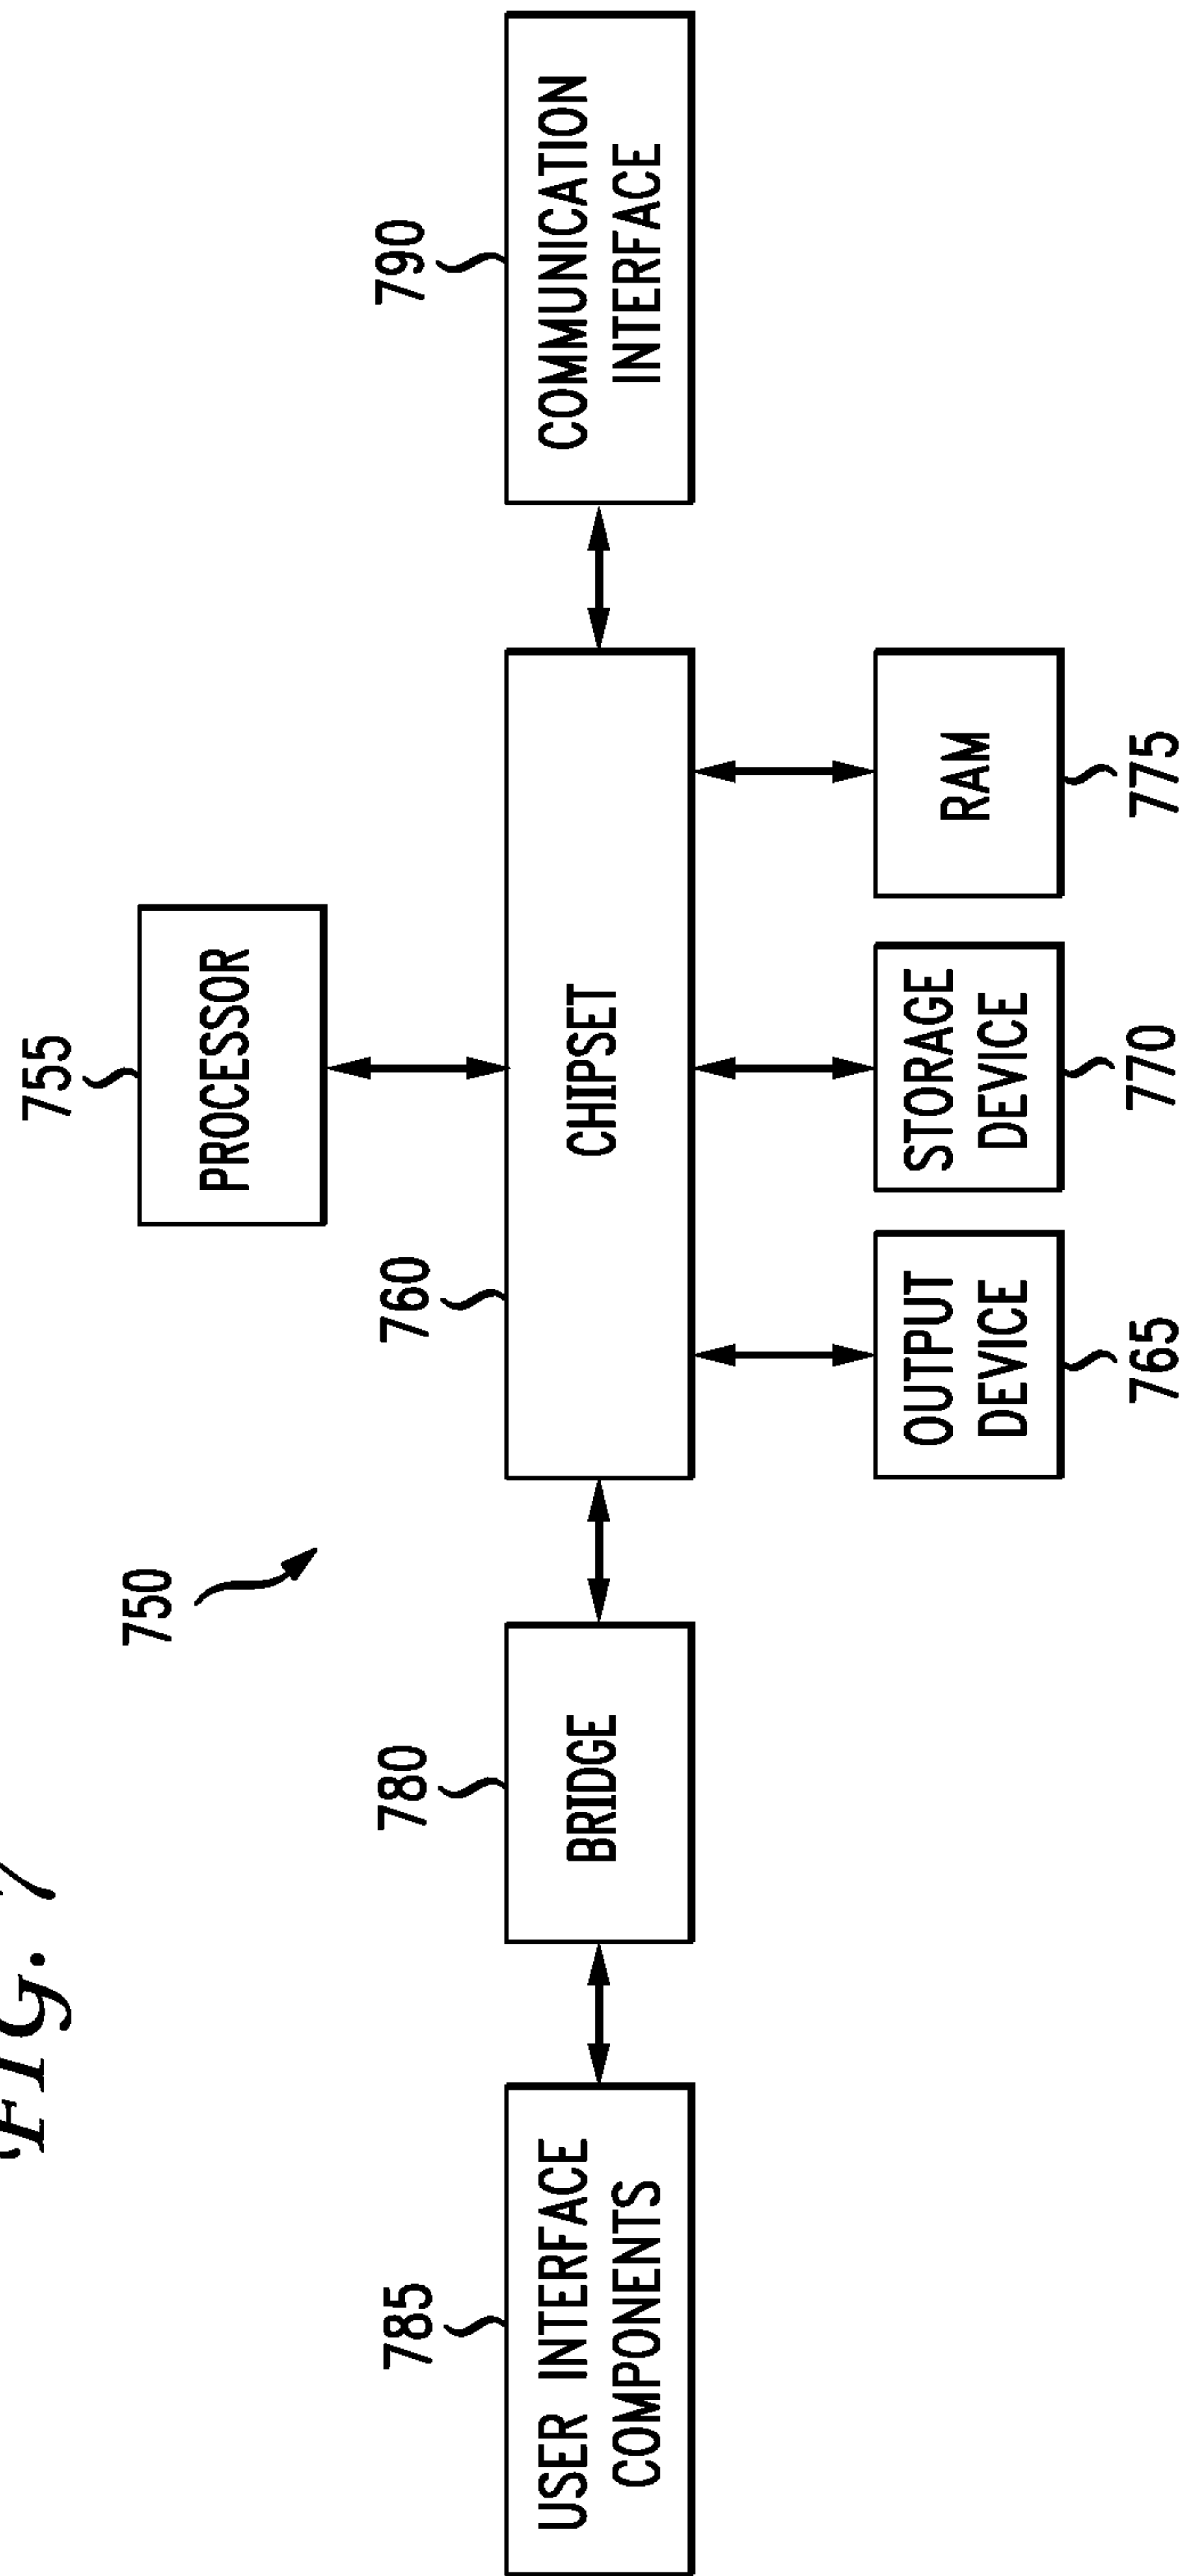 FIG. 7
750
755
PROCESSOR
785
USER INTERFACE
COMPONENTS
780
BRIDGE
760
CHIPSET
790
COMMUNICATION
INTERFACE
OUTPUT
DEVICE
765
STORAGE
DEVICE
770
RAM
775